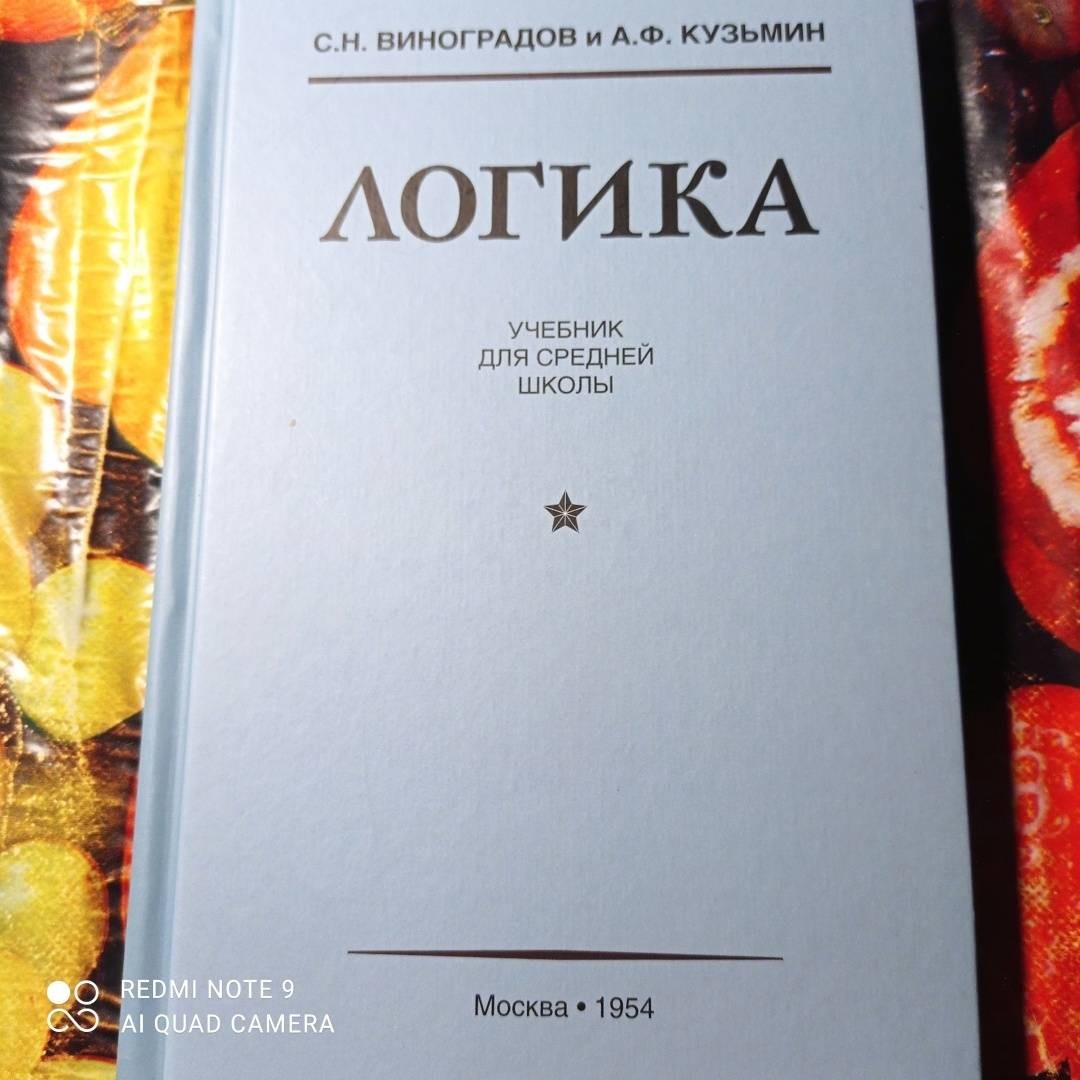 С.Н. ВИНОГРАДОВ и А.Ф. КУЗЬМИН
ЛОГИКА
УЧЕБНИК
ДЛЯ СРЕДНЕЙ
ШКОЛЫ
Москва • 1954
REDMI NOTE 9
AI QUAD CAMERA